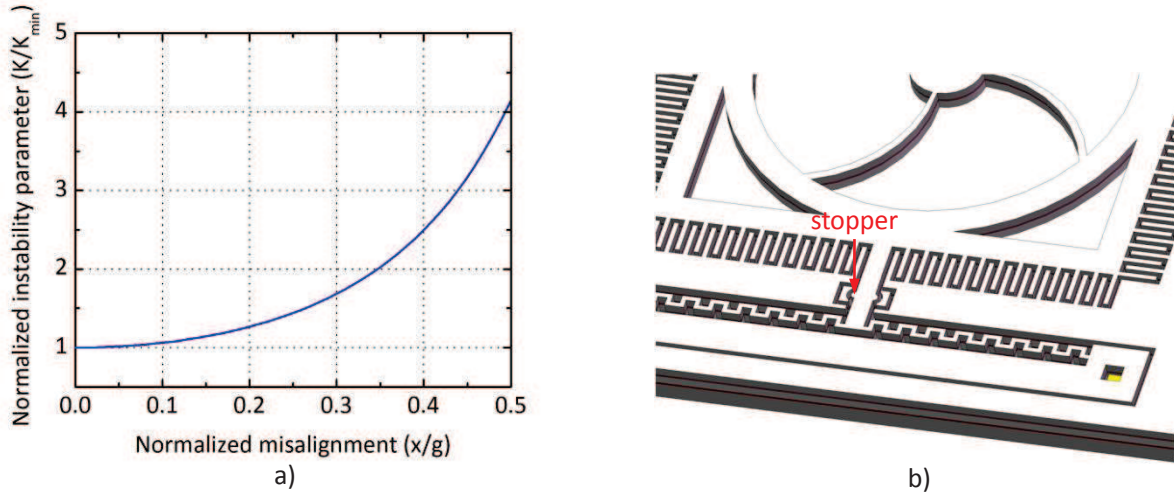 Normalized instability parameter (K/Kmin)
5
4
3
2
1
0.0 0.1 0.2 0.3 0.4 0.5
Normalized misalignment (x/g)
a)
stopper
b)